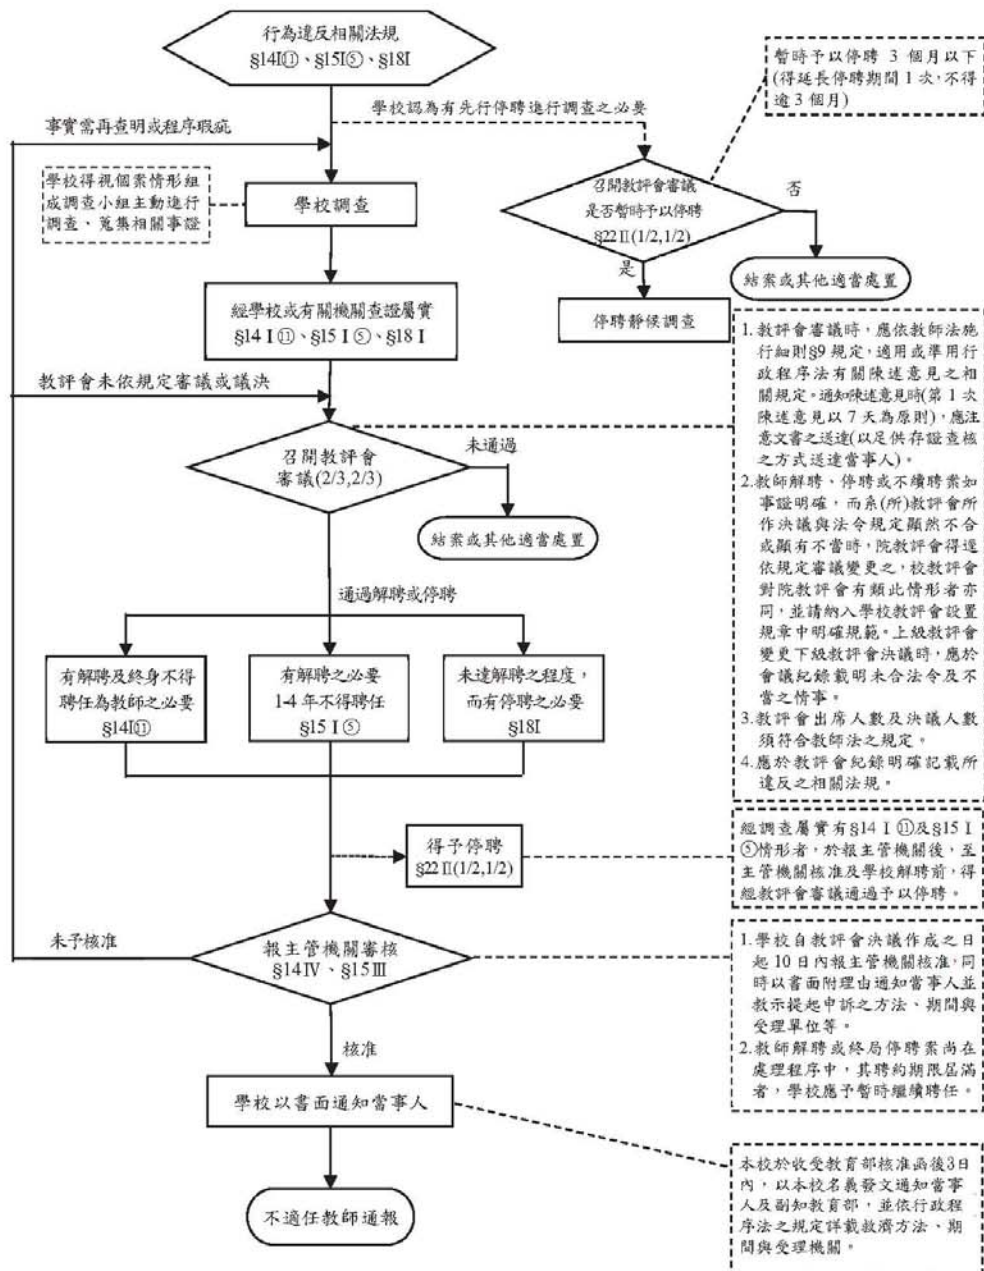 行為違反相關法規
§14I⑪、§15I⑤、§18I
暫時予以停聘 3 個月以下
(得延長停聘期間 1 次，不得
逾 3 個月)
學校認為有先行停聘進行調查之必要
事實需再查明或程序瑕疵
學校得視個案情形組
成調查小組主動進行
調查、蒐集相關事證
學校調查
召開教評會審議
是否暫時予以停聘
§22II(1/2,1/2)
否
是
結案或其他適當處置
停聘靜候調查
經學校或有關機關查證屬實
§14 I ⑪、§15 I ⑤、§18 I
教評會未依規定審議或議決
召開教評會
審議(2/3,2/3)
未通過
結案或其他適當處置
1.教評會審議時，應依教師法施
行細則§9 規定，適用或準用行
政程序法有關陳述意見之相
關規定。通知陳述意見時(第 1 次
陳述意見以 7 天為原則)，應注
意文書之送達(以足供存證查核
之方式送達當事人)。
2.教師解聘、停聘或不續聘案如
事證明確，而系(所)教評會所
作決議與法令規定顯然不合
或顯有不當時，院教評會得逕
依規定審議變更之，校教評會
對院教評會有類此情形者亦
同，並請納入學校教評會設置
規章中明確規範。上級教評會
變更下級教評會決議時，應於
會議紀錄載明未合法令及不
當之情事。
3.教評會出席人數及決議人數
須符合教師法之規定。
4.應於教評會紀錄明確記載所
違反之相關法規。
通過解聘或停聘
有解聘及終身不得
聘任為教師之必要
§14I⑪
有解聘之必要
1-4 年不得聘任
§15 I ⑤
未達解聘之程度，
而有停聘之必要
§18I
得予停聘
§22II(1/2,1/2)
經調查屬實有§14 I ⑪及§15 I
⑤情形者，於報主管機關後，至
主管機關核准及學校解聘前，得
經教評會審議通過予以停聘。
未予核准
報主管機關審核
§14IV、§15III
1.學校自教評會決議作成之日
起 10 日內報主管機關核准，同
時以書面附理由通知當事人並
教示提起申訴之方法、期間與
受理單位等。
2.教師解聘或終局停聘案尚在
處理程序中，其聘約期限屆滿
者，學校應予暫時繼續聘任。
核准
學校以書面通知當事人
不適任教師通報
本校於收受教育部核准函後3日
內，以本校名義發文通知當事
人及副知教育部，並依行政程
序法之規定詳載救濟方法、期
間與受理機關。